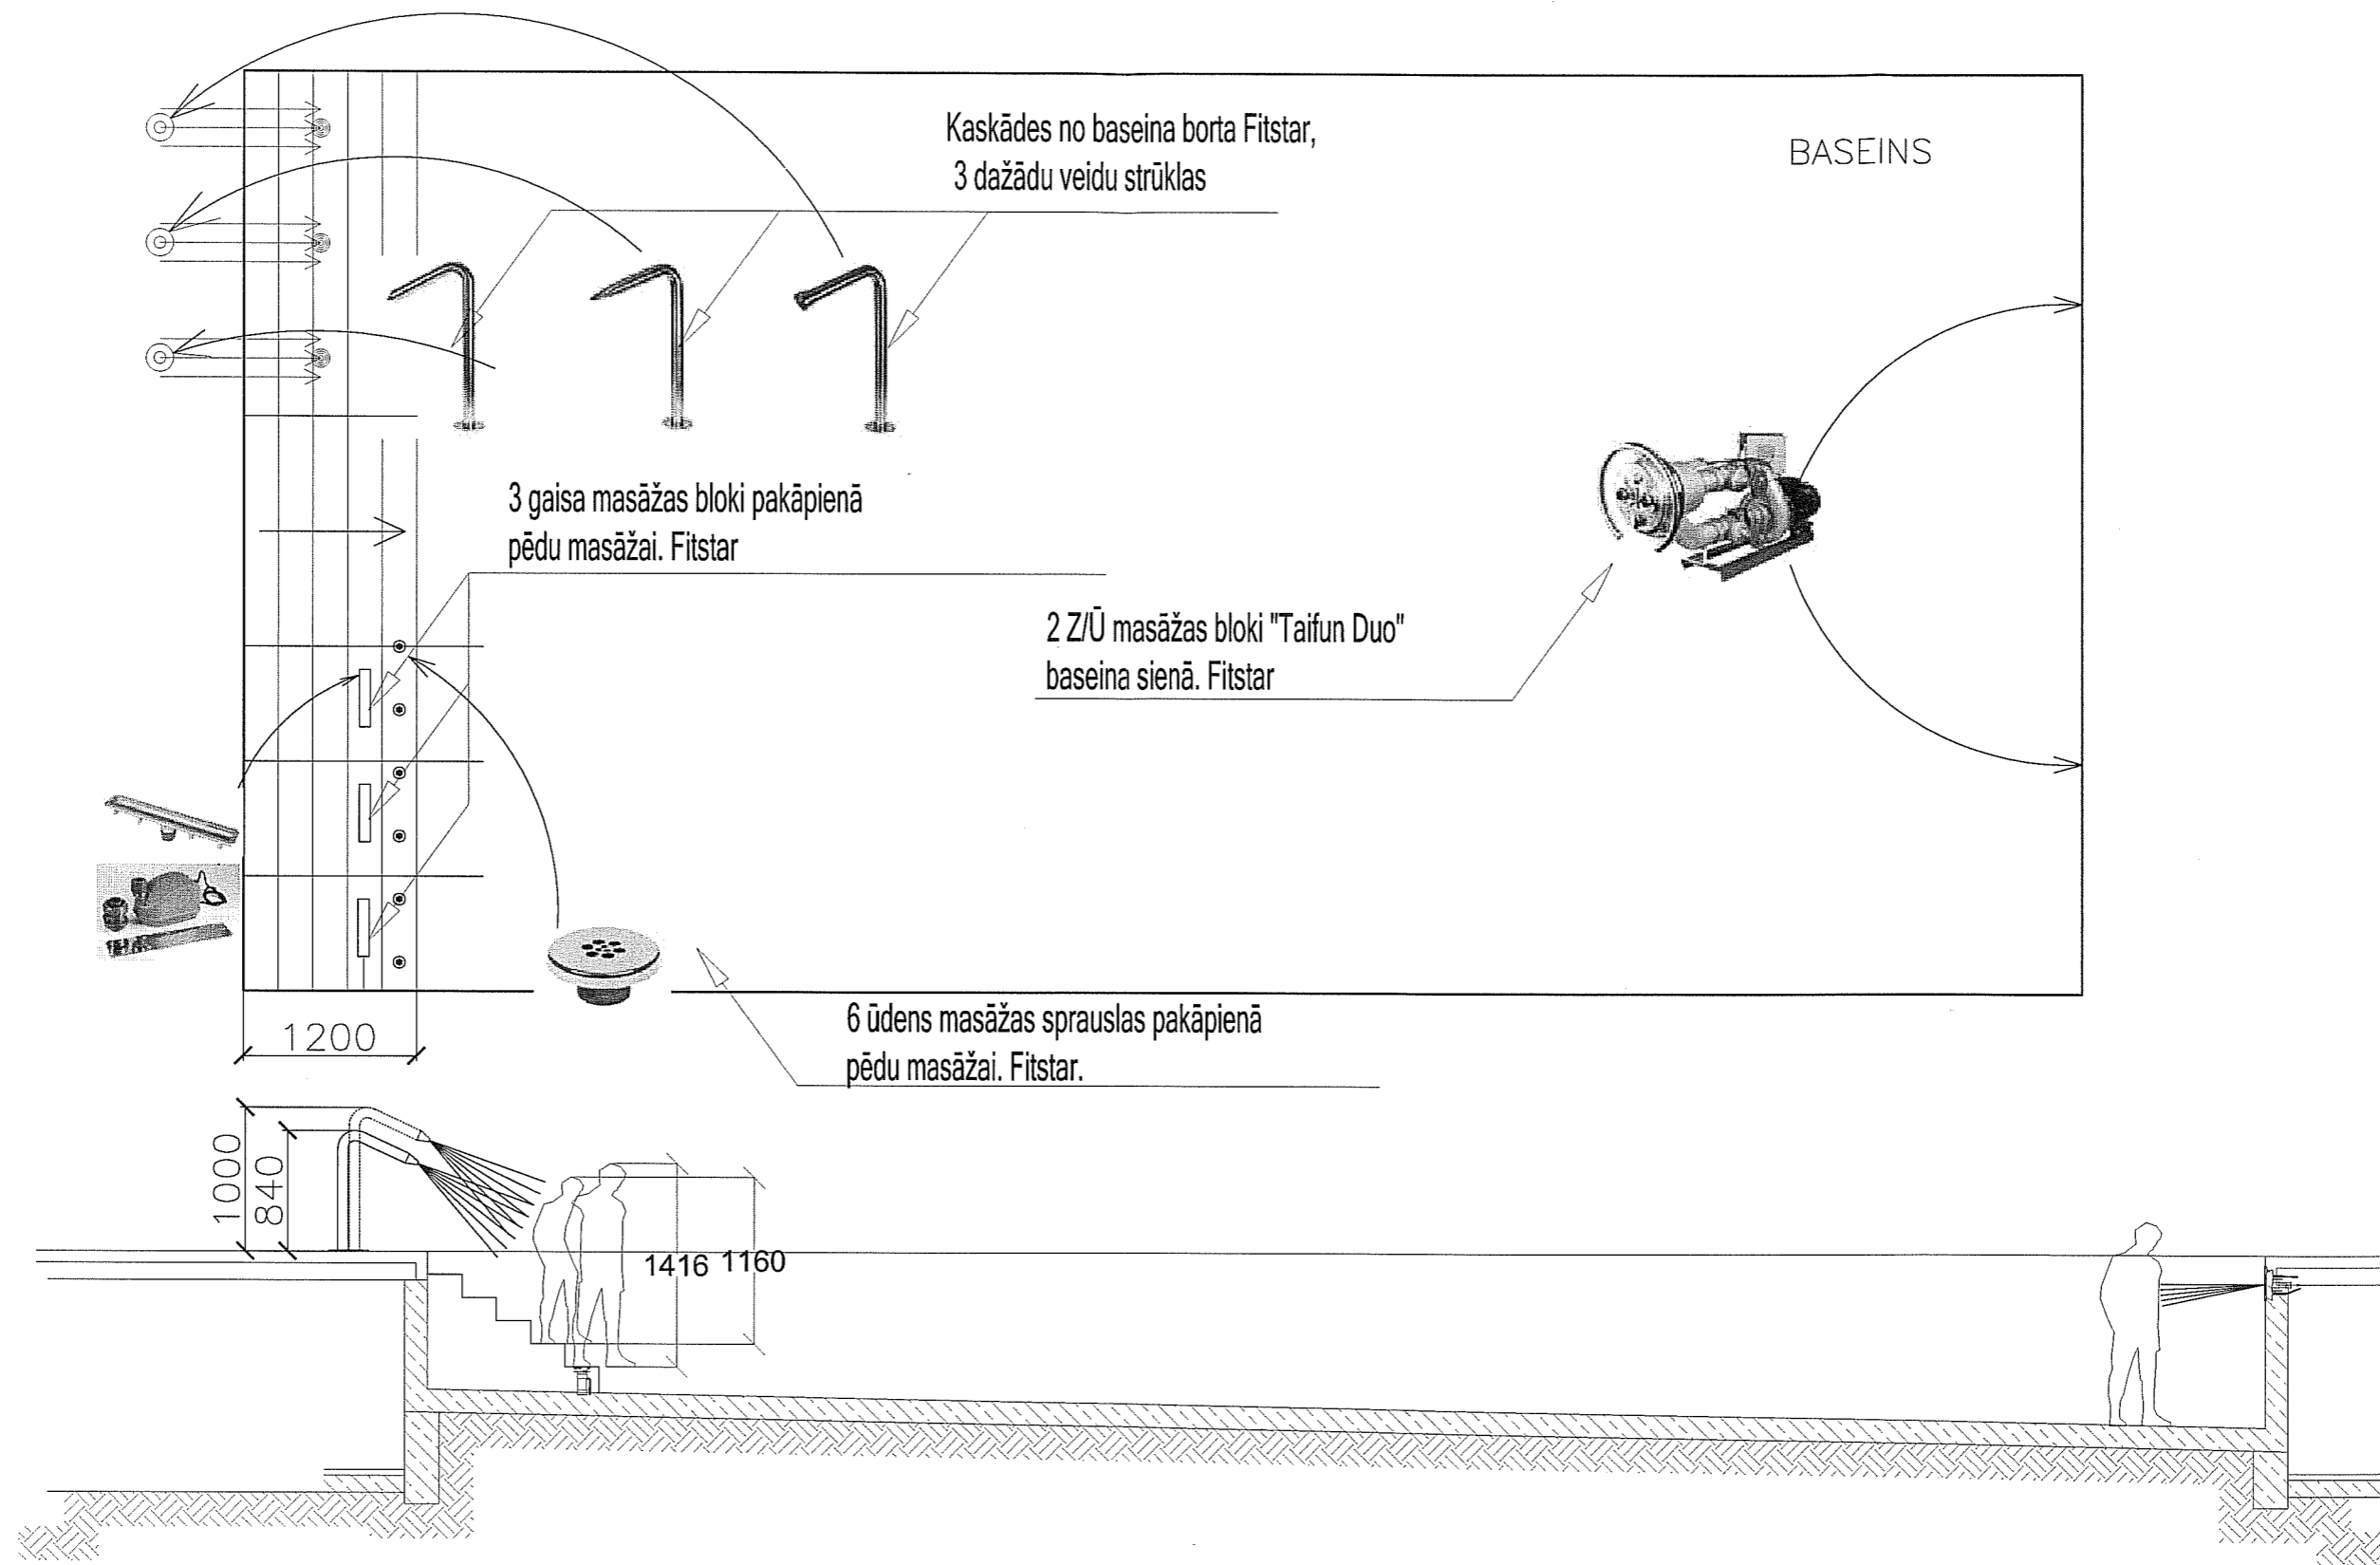 Kaskādes no baseina borta Fitstar,
3 dažādu veidu strūklas
BASEINS
3 gaisa masāžas bloki pakāpienā
pēdu masāžai. Fitstar
2 Z/Ū masāžas bloki "Taifun Duo"
baseina sienā. Fitstar
6 ūdens masāžas sprauslas pakāpienā
pēdu masāžai. Fitstar.
1200
1000
840
1416
1160